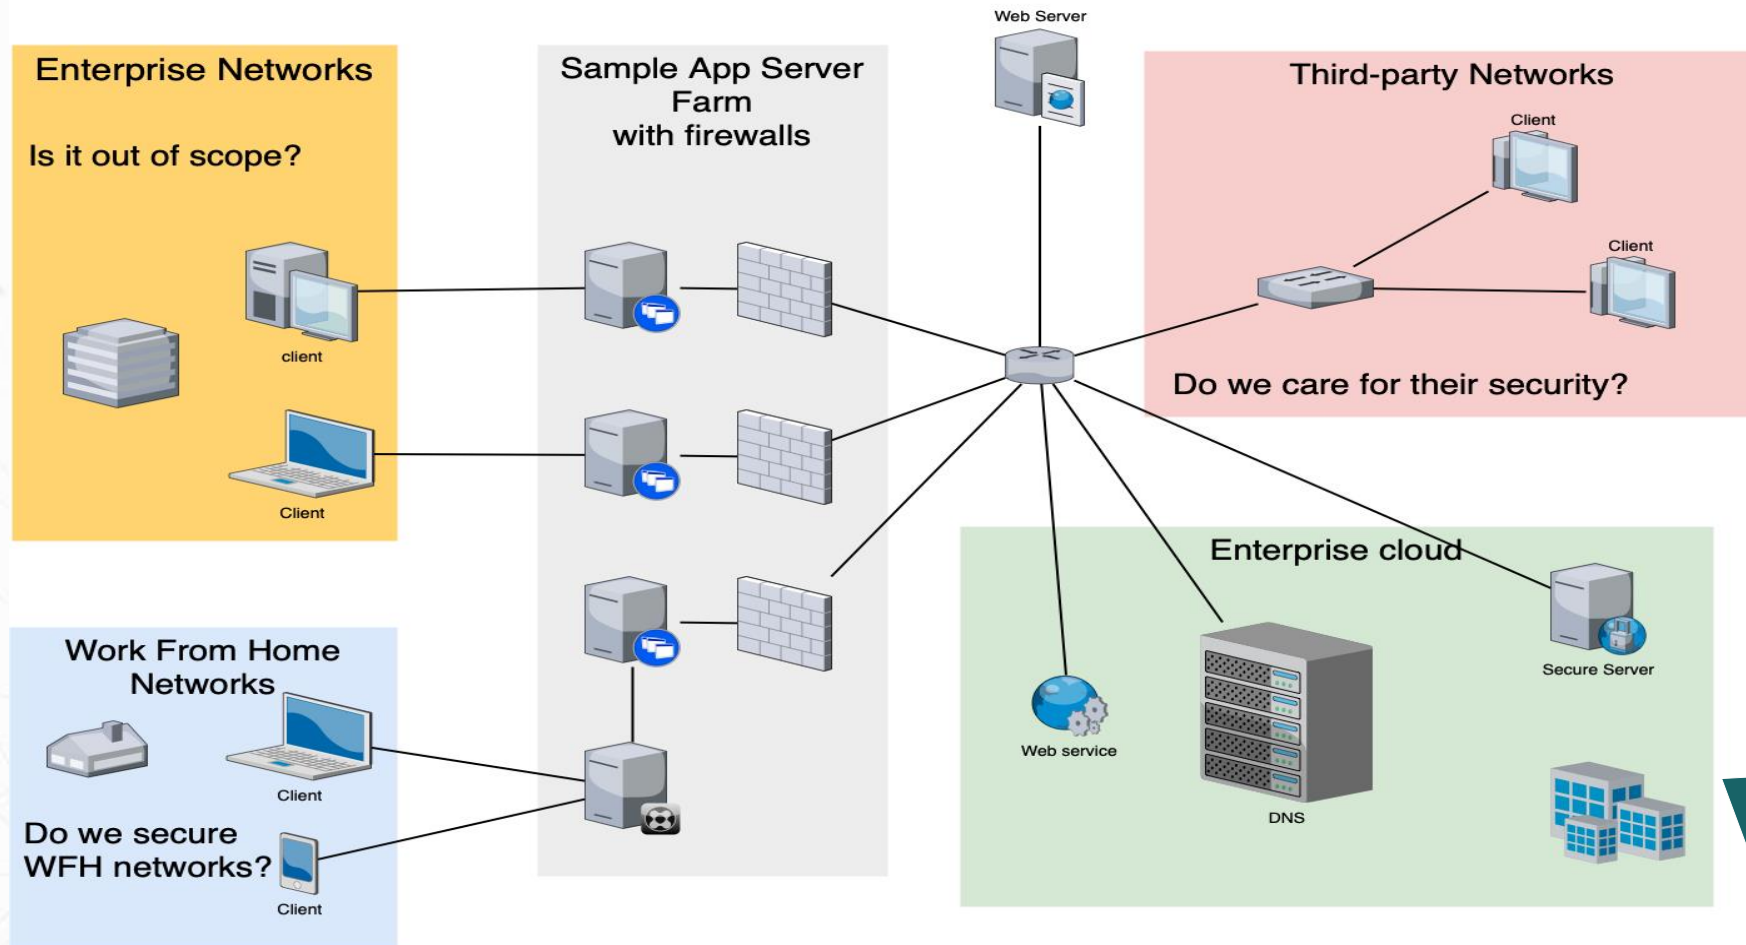 Web Server
Enterprise Networks
Is it out of scope?
client
Client
Sample App Server
Farm
with firewalls
Third-party Networks
Client
Client
Do we care for their security?
Work From Home
Networks
Client
Do we secure
WFH networks?
Client
Enterprise cloud
Secure Server
Web service
DNS